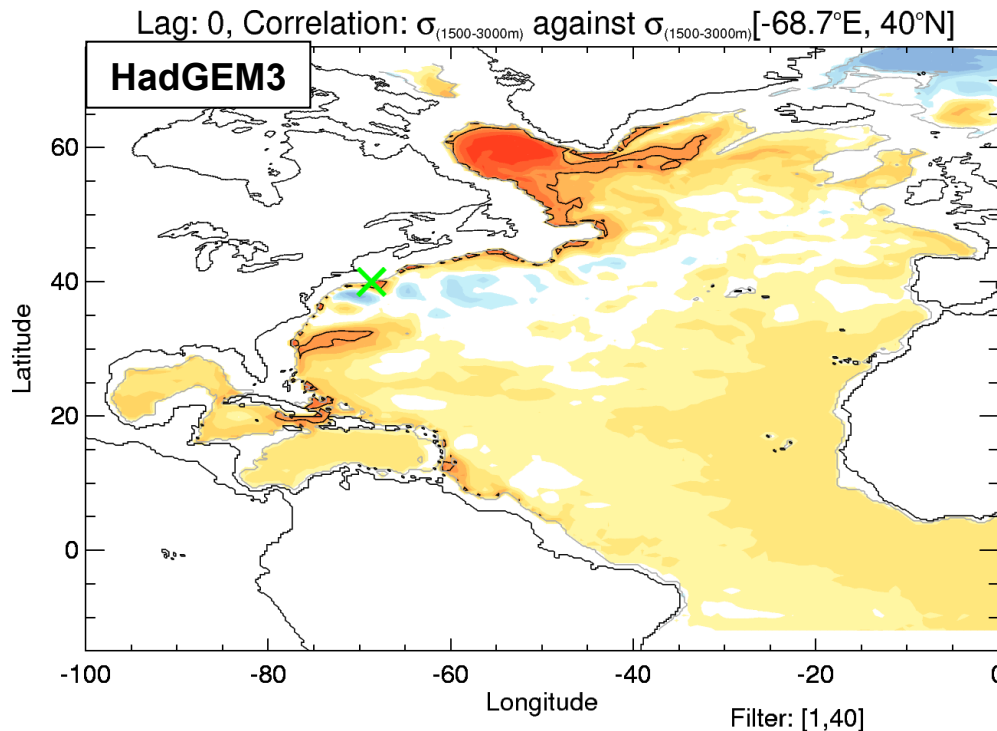 Lag: 0, Correlation: σ(1500-3000m) against σ(1500-3000m)[-68.7°E, 40°N]
HadGEM3
60
40
20
0
Latitude
-100 -80 -60 -40 -20 0
Longitude
Filter: [1,40]